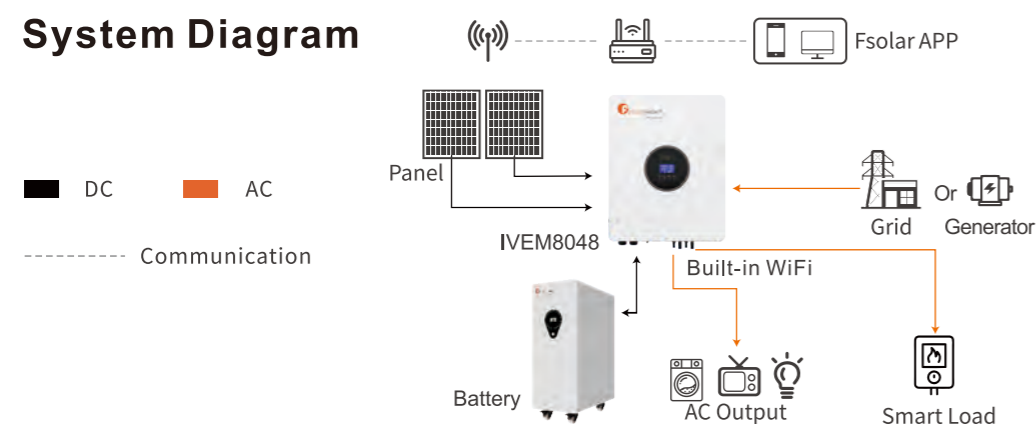 System Diagram
Fsolar APP
Panel
DC
AC
Or
Grid
Generator
IVEM8048
Communication
Built-in WiFi
Battery
AC Output
Smart Load